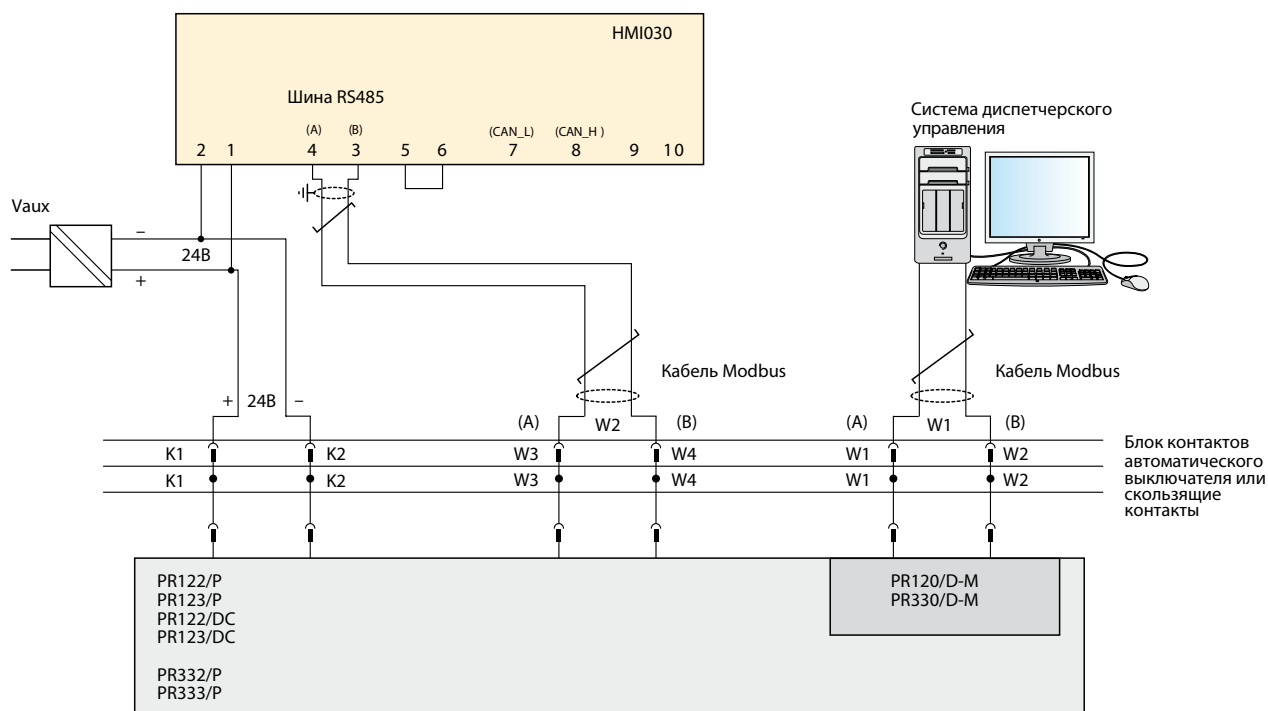 HMI030
Шина RS485
(A) (B) (CAN_L) (CAN_H )
2 1 4 3 5 6 7 8 9 10
Система диспетчерского
управления
Vaux
–
24В
+
Кабель Modbus
Кабель Modbus
+ 24В –
(A) W2 (B)
(A) W1 (B)
K1 K2 W3 W4 W1 W2
K1 K2 W3 W4 W1 W2
Блок контактов
автоматического
выключателя или
скользящие
контакты
PR122/P
PR123/P
PR122/DC
PR123/DC
PR332/P
PR333/P
PR120/D-M
PR330/D-M